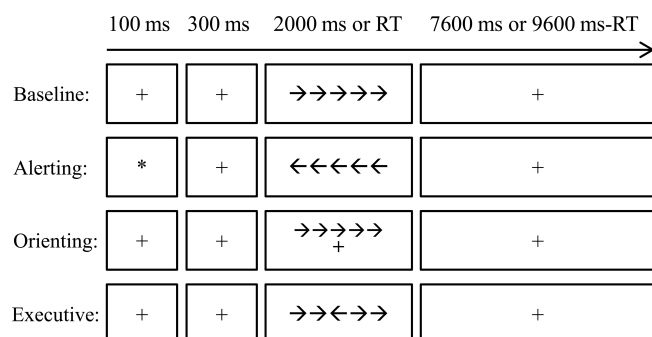 100 ms 300 ms 2000 ms or RT 7600 ms or 9600 ms-RT
Baseline: + + →→→→→ +
Alerting: * + ←←←←← +
Orienting: + + →→→→→ +
+
Executive: + + →→←→→ +